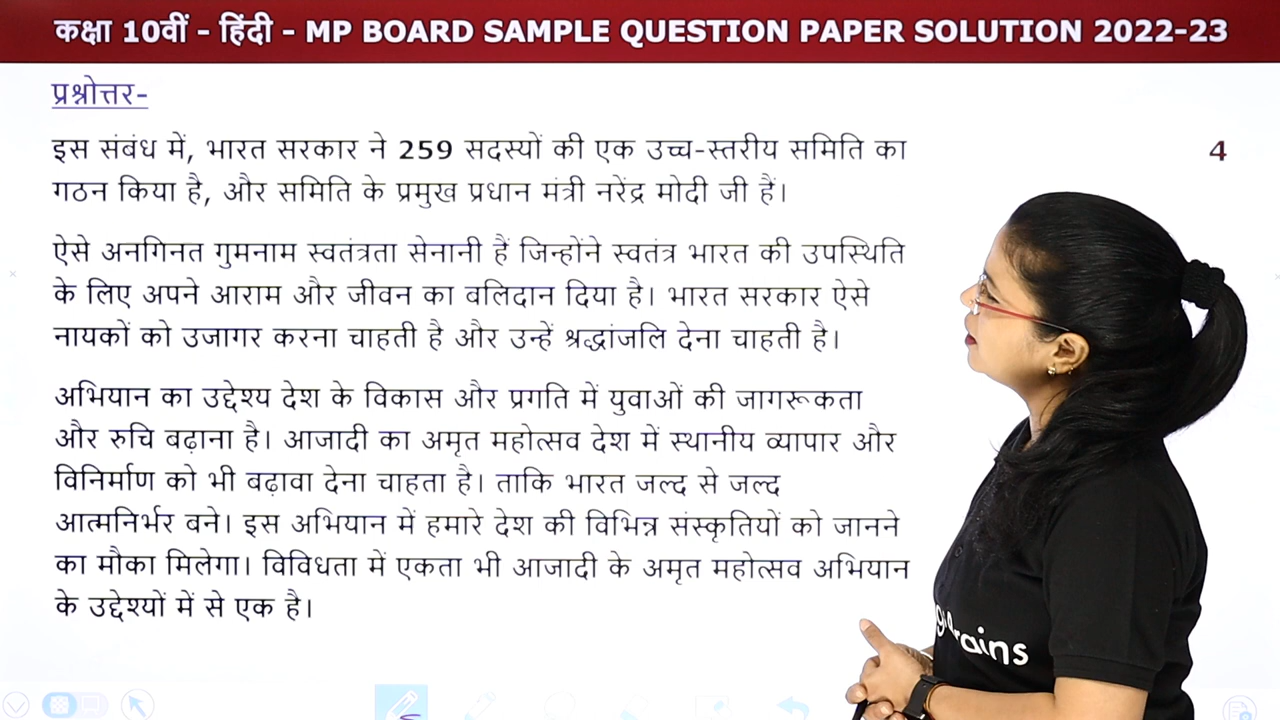 कक्षा 10वीं - हिंदी - MP BOARD SAMPLE QUESTION PAPER SOLUTION 2022-23
प्रश्नोत्तर-
इस संबंध में, भारत सरकार ने 259 सदस्यों की एक उच्च-स्तरीय समिति का
4
गठन किया है, और समिति के प्रमुख प्रधान मंत्री नरेंद्र मोदी जी हैं।
ऐसे अनगिनत गुमनाम स्वतंत्रता सेनानी हैं जिन्होंने स्वतंत्र भारत की उपस्थिति
के लिए अपने आराम और जीवन का बलिदान दिया है। भारत सरकार ऐसे
नायकों को उजागर करना चाहती है और उन्हें श्रद्धांजलि देना चाहती है।
अभियान का उद्देश्य देश के विकास और प्रगति में युवाओं की जागरूकता
और रुचि बढ़ाना है। आजादी का अमृत महोत्सव देश में स्थानीय व्यापार और
विनिर्माण को भी बढ़ावा देना चाहता है। ताकि भारत जल्द से जल्द
आत्मनिर्भर बने। इस अभियान में हमारे देश की विभिन्न संस्कृतियों को जानने
का मौका मिलेगा। विविधता में एकता भी आजादी के अमृत महोत्सव अभियान
के उद्देश्यों में से एक है।